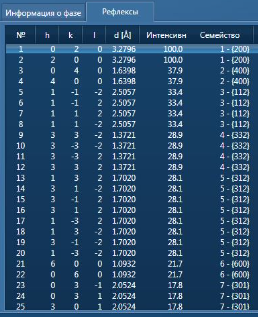 Информация о фазе Рефлексы
№ h k l d [Å] Интенсивн Семейство
1 0 2 0 3.2796 100.0 1 - {200}
2 2 0 0 3.2796 100.0 1 - {200}
3 0 4 0 1.6398 37.9 2 - {400}
4 4 0 0 1.6398 37.9 2 - {400}
5 1 -1 -2 2.5057 33.4 3 - {112}
6 1 -1 2 2.5057 33.4 3 - {112}
7 1 1 2 2.5057 33.4 3 - {112}
8 1 1 -2 2.5057 33.4 3 - {112}
9 3 3 -2 1.3721 28.9 4 - {332}
10 3 -3 -2 1.3721 28.9 4 - {332}
11 3 -3 2 1.3721 28.9 4 - {332}
12 3 3 2 1.3721 28.9 4 - {332}
13 1 3 2 1.7020 28.1 5 - {312}
14 3 1 -2 1.7020 28.1 5 - {312}
15 3 -1 2 1.7020 28.1 5 - {312}
16 3 1 2 1.7020 28.1 5 - {312}
17 1 -3 2 1.7020 28.1 5 - {312}
18 1 3 -2 1.7020 28.1 5 - {312}
19 3 -1 -2 1.7020 28.1 5 - {312}
20 1 -3 -2 1.7020 28.1 5 - {312}
21 6 0 0 1.0932 21.7 6 - {600}
22 0 6 0 1.0932 21.7 6 - {600}
23 0 3 -1 2.0524 17.8 7 - {301}
24 0 3 1 2.0524 17.8 7 - {301}
25 3 0 1 2.0524 17.8 7 - {301}